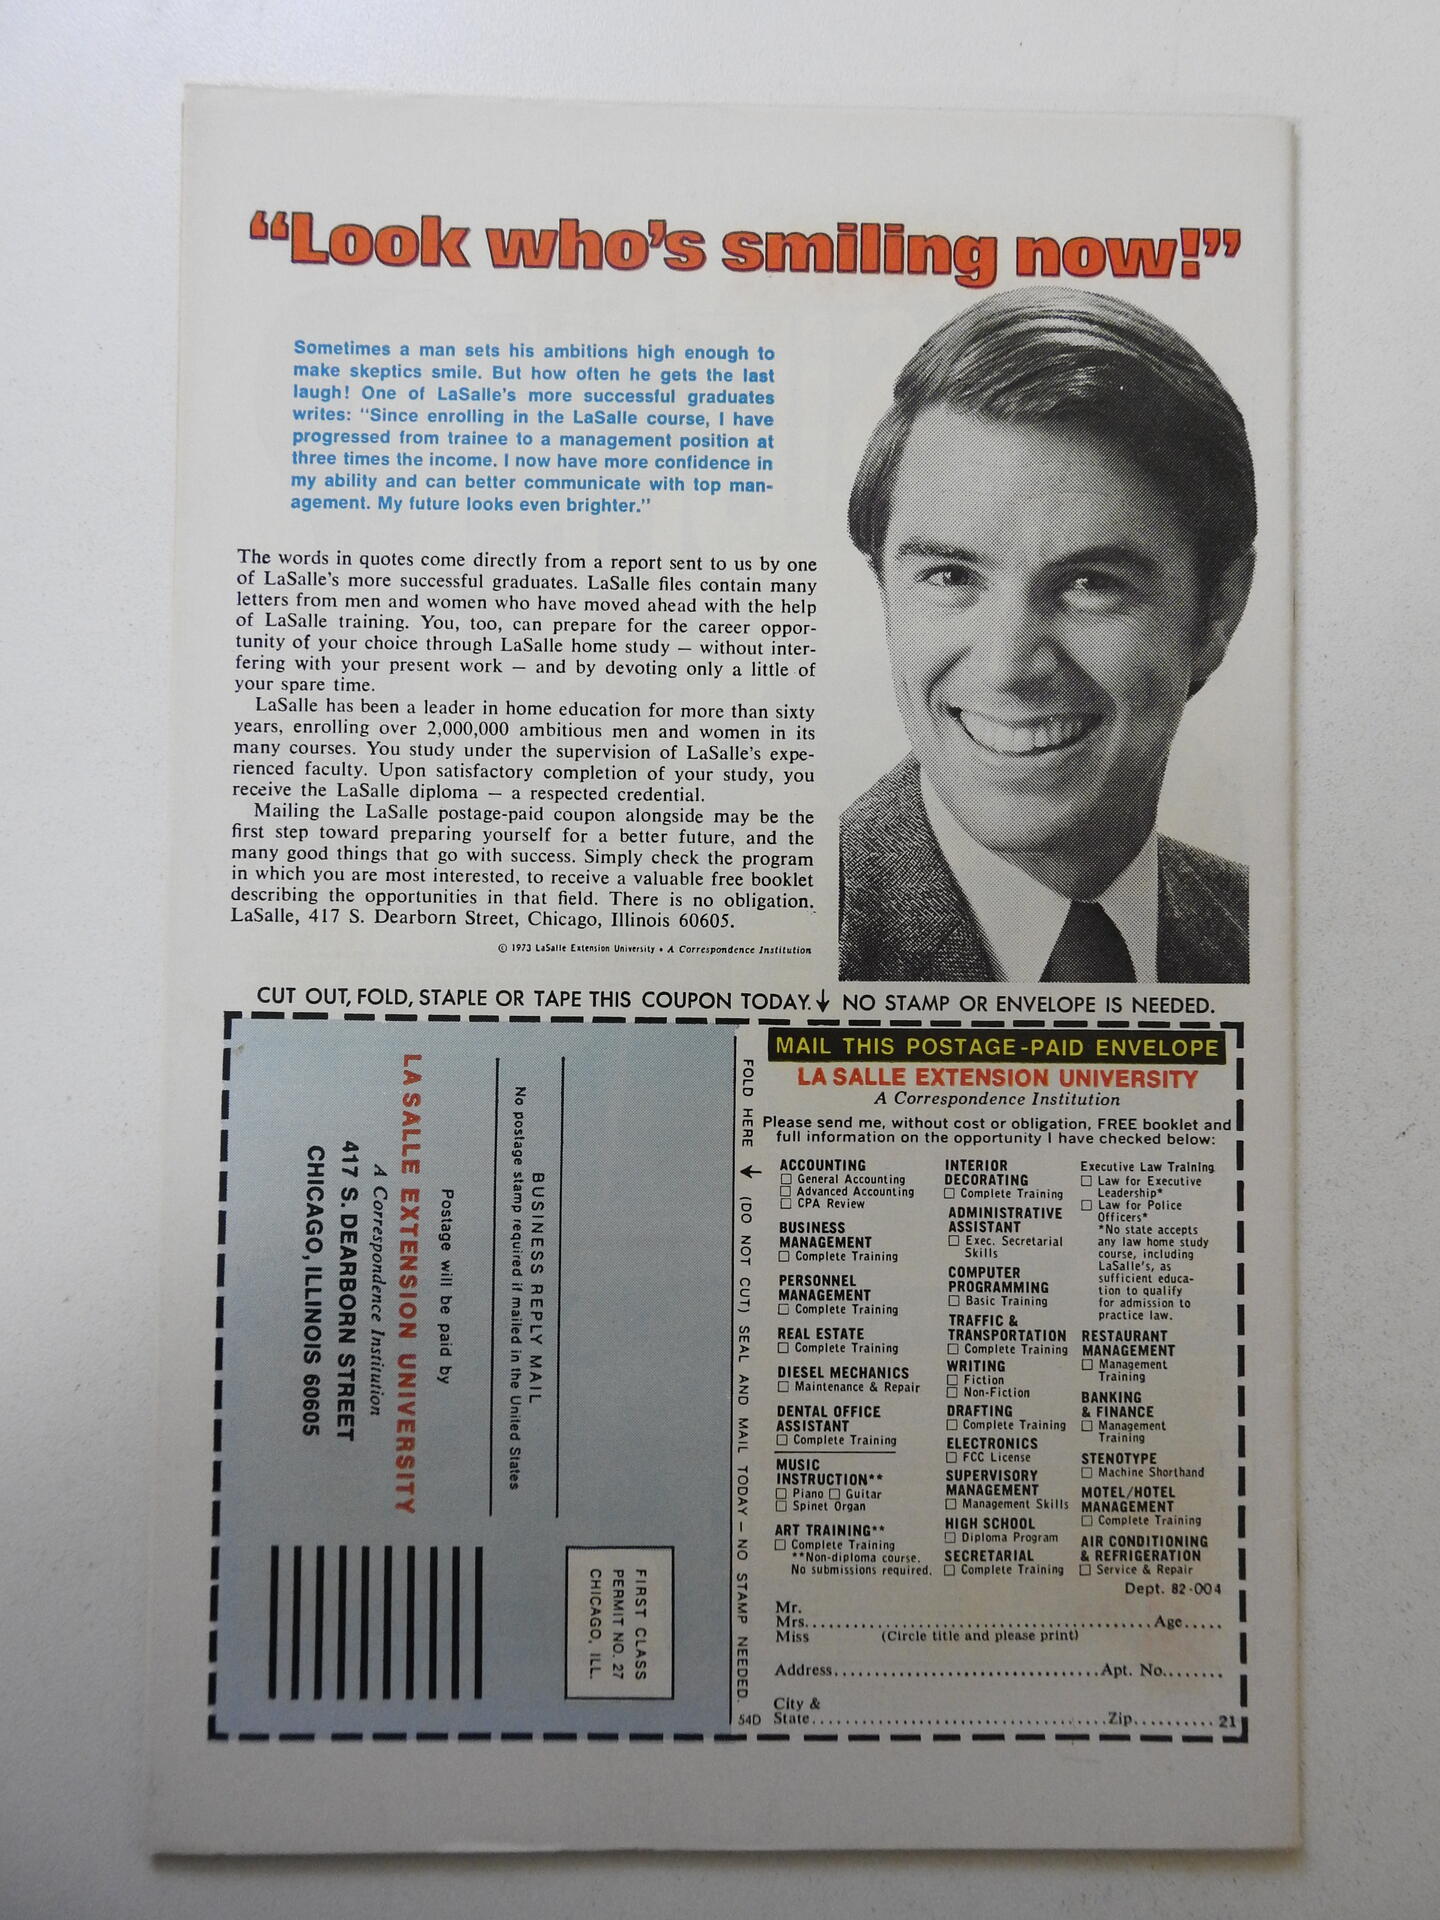 “Look who’s smiling now!”
Sometimes a man sets his ambitions high enough to
make skeptics smile. But how often he gets the last
laugh! One of LaSalle’s more successful graduates
writes: “Since enrolling in the LaSalle course, I have
progressed from trainee to a management position at
three times the income. I now have more confidence in
my ability and can better communicate with top man-
agement. My future looks even brighter.”
The words in quotes come directly from a report sent to us by one
of LaSalle’s more successful graduates. LaSalle files contain many
letters from men and women who have moved ahead with the help
of LaSalle training. You, too, can prepare for the career oppor-
tunity of your choice through LaSalle home study — without inter-
fering with your present work — and by devoting only a little of
your spare time.
LaSalle has been a leader in home education for more than sixty
years, enrolling over 2,000,000 ambitious men and women in its
many courses. You study under the supervision of LaSalle’s expe-
rienced faculty. Upon satisfactory completion of your study, you
receive the LaSalle diploma — a respected credential.
Mailing the LaSalle postage-paid coupon alongside may be the
first step toward preparing yourself for a better future, and the
many good things that go with success. Simply check the program
in which you are most interested, to receive a valuable free booklet
describing the opportunities in that field. There is no obligation.
LaSalle, 417 S. Dearborn Street, Chicago, Illinois 60605.
© 1973 LaSalle Extension University • A Correspondence Institution
CUT OUT, FOLD, STAPLE OR TAPE THIS COUPON TODAY.↓ NO STAMP OR ENVELOPE IS NEEDED.
FIRST CLASS
PERMIT NO. 27
CHICAGO, ILL.
BUSINESS REPLY MAIL
No postage stamp required if mailed in the United States
Postage will be paid by
LA SALLE EXTENSION UNIVERSITY
A Correspondence Institution
417 S. DEARBORN STREET
CHICAGO, ILLINOIS 60605
FOLD HERE ↓ (DO NOT CUT) SEAL AND MAIL TODAY – NO STAMP NEEDED.
MAIL THIS POSTAGE-PAID ENVELOPE
LA SALLE EXTENSION UNIVERSITY
A Correspondence Institution
Please send me, without cost or obligation, FREE booklet and
full information on the opportunity I have checked below:
ACCOUNTING
☐ General Accounting
☐ Advanced Accounting
☐ CPA Review
BUSINESS
MANAGEMENT
☐ Complete Training
PERSONNEL
MANAGEMENT
☐ Complete Training
REAL ESTATE
☐ Complete Training
DIESEL MECHANICS
☐ Maintenance & Repair
DENTAL OFFICE
ASSISTANT
☐ Complete Training
MUSIC
INSTRUCTION**
☐ Piano ☐ Guitar
☐ Spinet Organ
ART TRAINING**
☐ Complete Training
**Non-diploma course.
No submissions required.
INTERIOR
DECORATING
☐ Complete Training
ADMINISTRATIVE
ASSISTANT
☐ Exec. Secretarial
Skills
COMPUTER
PROGRAMMING
☐ Basic Training
TRAFFIC &
TRANSPORTATION
☐ Complete Training
WRITING
☐ Fiction
☐ Non-Fiction
DRAFTING
☐ Complete Training
ELECTRONICS
☐ FCC License
SUPERVISORY
MANAGEMENT
☐ Management Skills
HIGH SCHOOL
☐ Diploma Program
SECRETARIAL
☐ Complete Training
Executive Law Training
☐ Law for Executive
Leadership*
☐ Law for Police
Officers*
*No state accepts
any law home study
course, including
LaSalle’s, as
sufficient educa-
tion to qualify
for admission to
practice law.
RESTAURANT
MANAGEMENT
☐ Management
Training
BANKING
& FINANCE
☐ Management
Training
STENOTYPE
☐ Machine Shorthand
MOTEL/HOTEL
MANAGEMENT
☐ Complete Training
AIR CONDITIONING
& REFRIGERATION
☐ Service & Repair
Dept. 82-004
Mr.
Mrs. Age
Miss (Circle title and please print)
Address Apt. No.
City &
State Zip
54D 21